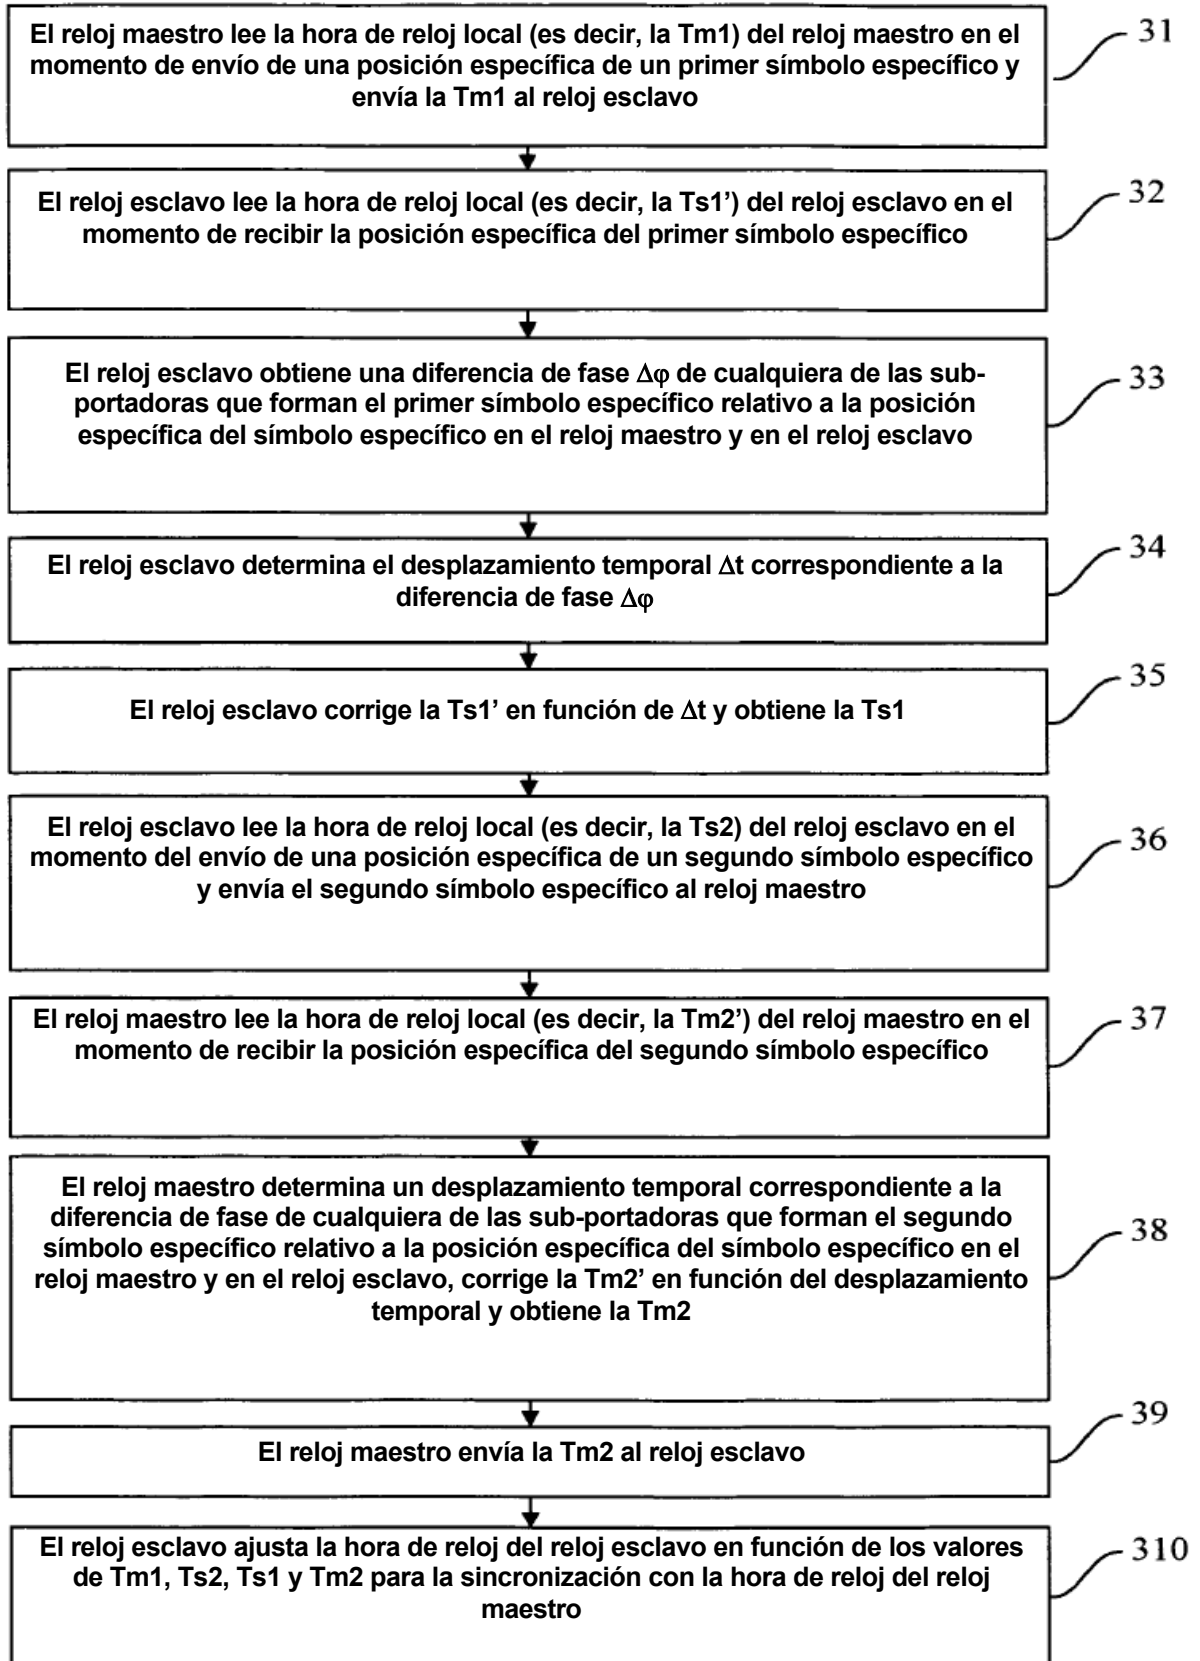 El reloj maestro lee la hora de reloj local (es decir, la Tm1) del reloj maestro en el
momento de envío de una posición específica de un primer símbolo específico y
envía la Tm1 al reloj esclavo
31
El reloj esclavo lee la hora de reloj local (es decir, la Ts1’) del reloj esclavo en el
momento de recibir la posición específica del primer símbolo específico
32
El reloj esclavo obtiene una diferencia de fase Δφ de cualquiera de las sub-
portadoras que forman el primer símbolo específico relativo a la posición
específica del símbolo específico en el reloj maestro y en el reloj esclavo
33
El reloj esclavo determina el desplazamiento temporal Δt correspondiente a la
diferencia de fase Δφ
34
El reloj esclavo corrige la Ts1’ en función de Δt y obtiene la Ts1
35
El reloj esclavo lee la hora de reloj local (es decir, la Ts2) del reloj esclavo en el
momento del envío de una posición específica de un segundo símbolo específico
y envía el segundo símbolo específico al reloj maestro
36
El reloj maestro lee la hora de reloj local (es decir, la Tm2’) del reloj maestro en el
momento de recibir la posición específica del segundo símbolo específico
37
El reloj maestro determina un desplazamiento temporal correspondiente a la
diferencia de fase de cualquiera de las sub-portadoras que forman el segundo
símbolo específico relativo a la posición específica del símbolo específico en el
reloj maestro y en el reloj esclavo, corrige la Tm2’ en función del desplazamiento
temporal y obtiene la Tm2
38
El reloj maestro envía la Tm2 al reloj esclavo
39
El reloj esclavo ajusta la hora de reloj del reloj esclavo en función de los valores
de Tm1, Ts2, Ts1 y Tm2 para la sincronización con la hora de reloj del reloj
maestro
310